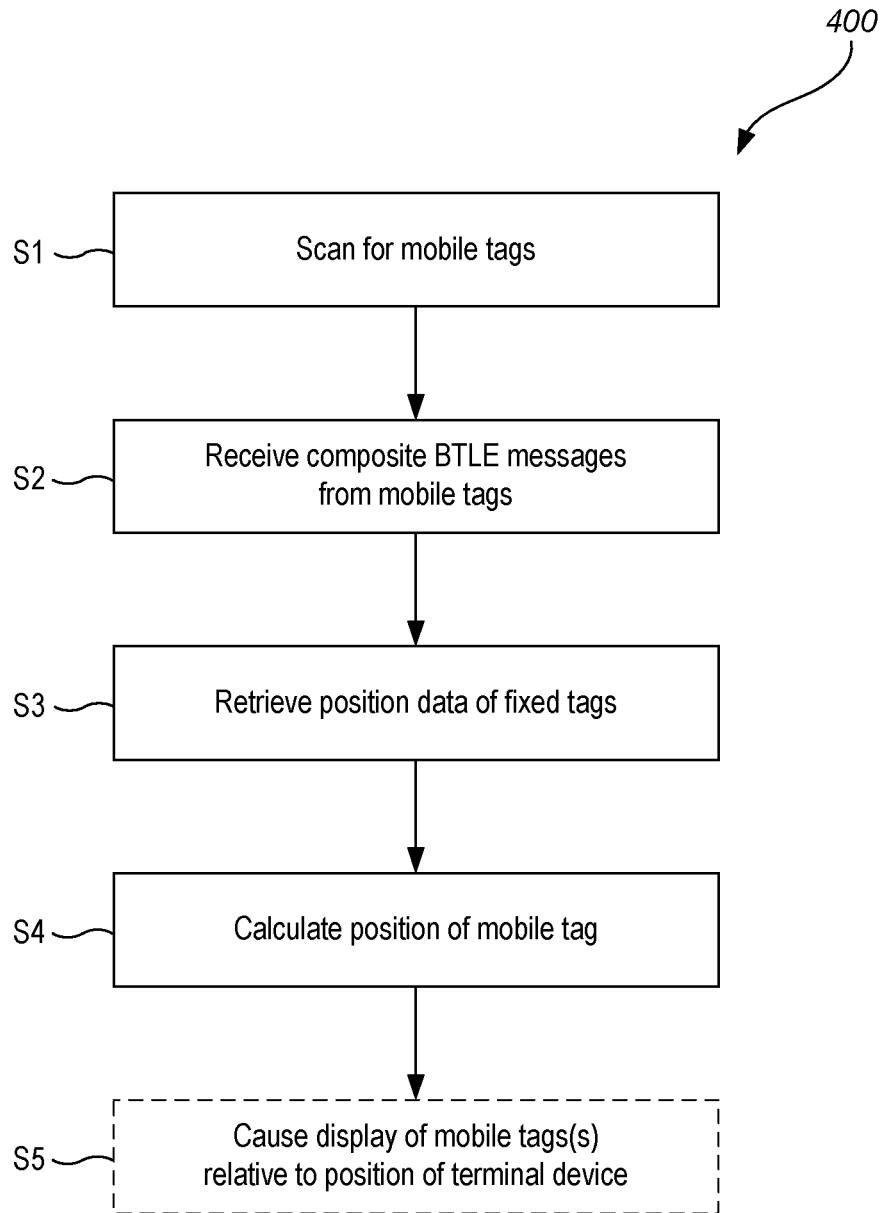 400
S1
Scan for mobile tags
S2
Receive composite BTLE messages
from mobile tags
S3
Retrieve position data of fixed tags
S4
Calculate position of mobile tag
S5
Cause display of mobile tags(s)
relative to position of terminal device